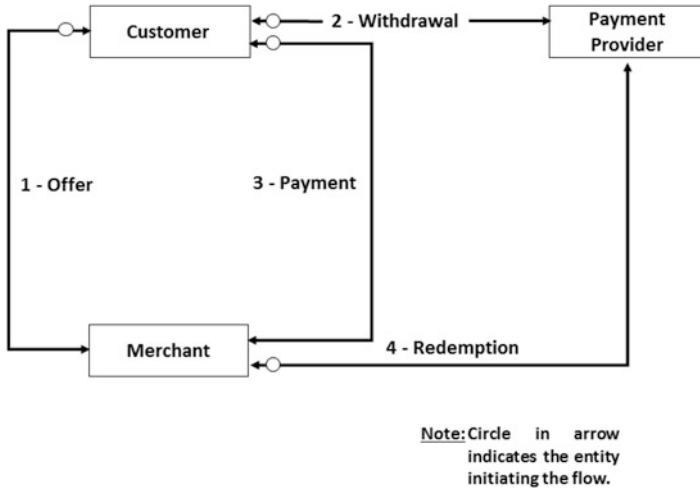 Customer
2 - Withdrawal
Payment
Provider
1 - Offer
3 - Payment
Merchant
4 - Redemption
Note: Circle in arrow
indicates the entity
initiating the flow.